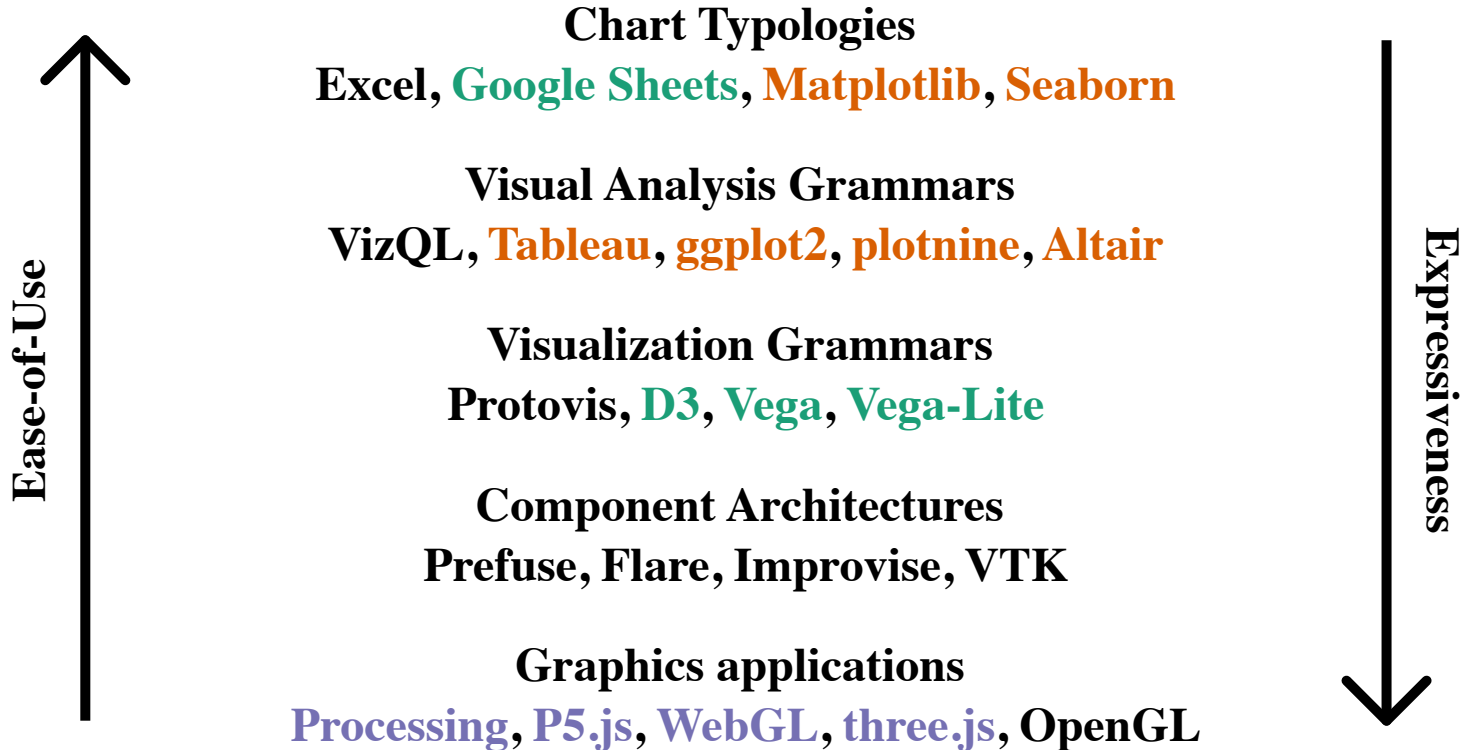 Chart Typologies
Excel, Google Sheets, Matplotlib, Seaborn
Visual Analysis Grammars
VizQL, Tableau, ggplot2, plotnine, Altair
Visualization Grammars
Protovis, D3, Vega, Vega-Lite
Component Architectures
Prefuse, Flare, Improvise, VTK
Graphics applications
Processing, P5.js, WebGL, three.js, OpenGL
Ease-of-Use
Expressiveness